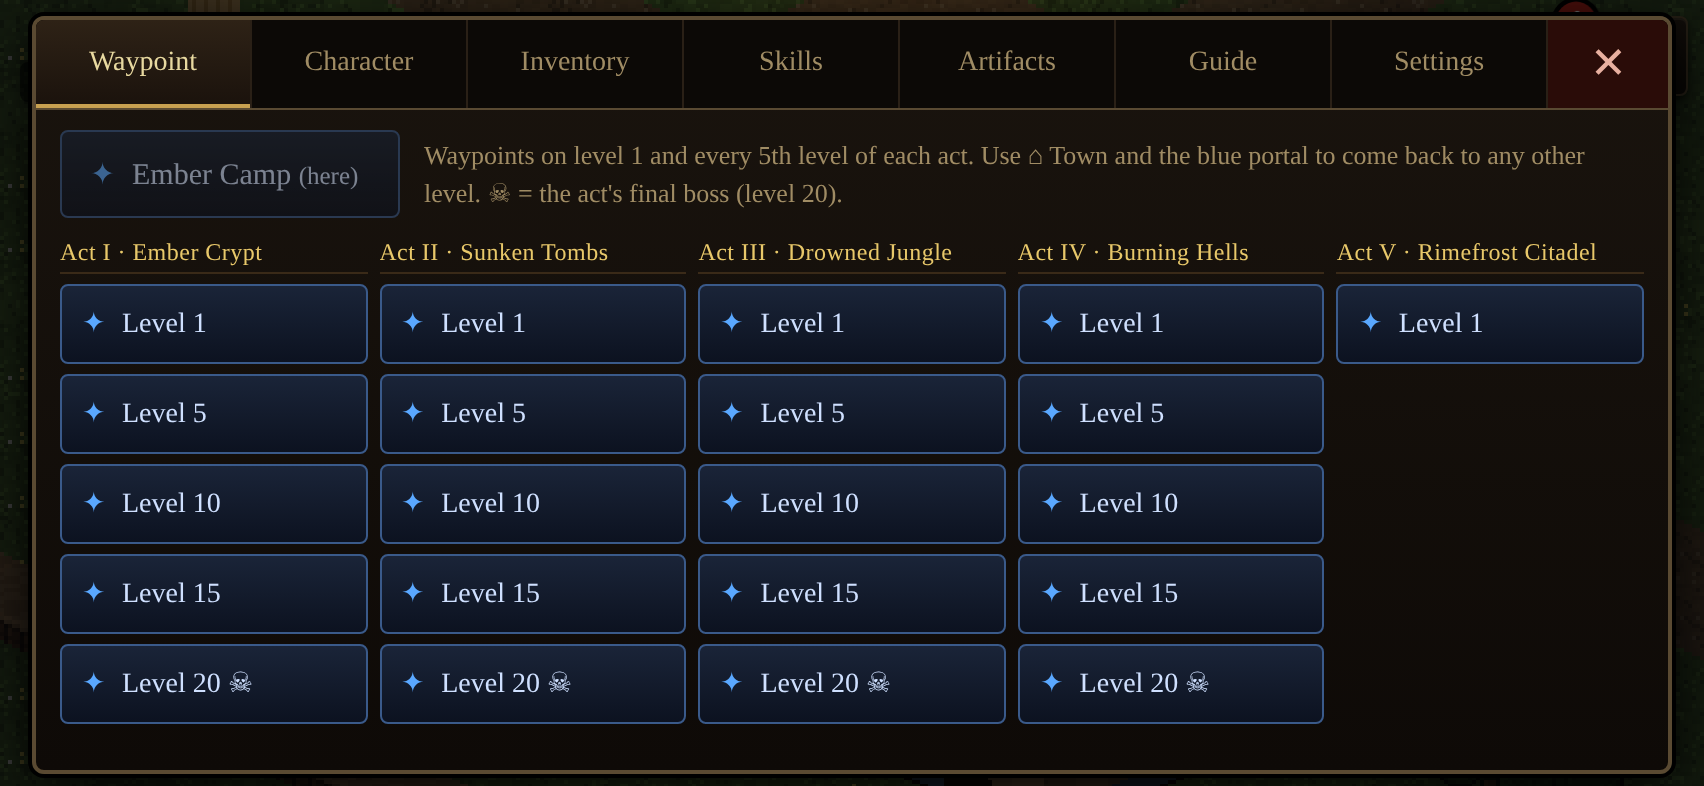 Waypoint
Character
Inventory
Skills
Artifacts
Guide
Settings
✕
✦ Ember Camp (here)
Waypoints on level 1 and every 5th level of each act. Use ⌂ Town and the blue portal to come back to any other
level. ☠ = the act's final boss (level 20).
Act I · Ember Crypt
✦ Level 1
✦ Level 5
✦ Level 10
✦ Level 15
✦ Level 20 ☠
Act II · Sunken Tombs
✦ Level 1
✦ Level 5
✦ Level 10
✦ Level 15
✦ Level 20 ☠
Act III · Drowned Jungle
✦ Level 1
✦ Level 5
✦ Level 10
✦ Level 15
✦ Level 20 ☠
Act IV · Burning Hells
✦ Level 1
✦ Level 5
✦ Level 10
✦ Level 15
✦ Level 20 ☠
Act V · Rimefrost Citadel
✦ Level 1